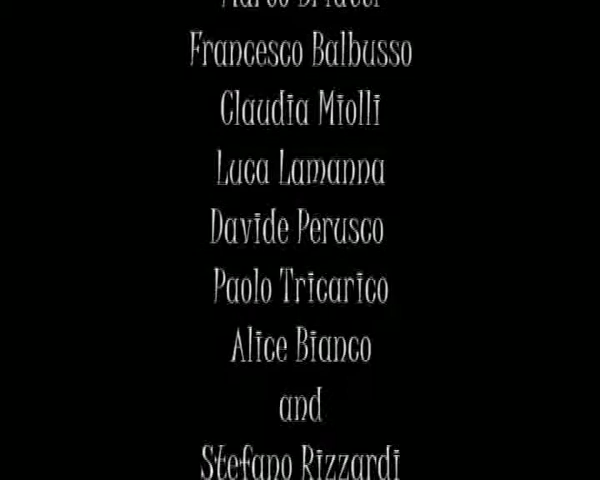 Francesco Balbusso
Claudia Miolli
Luca Lamanna
Davide Perusco
Paolo Tricarico
Alice Bianco
and
Stefano Rizzardi